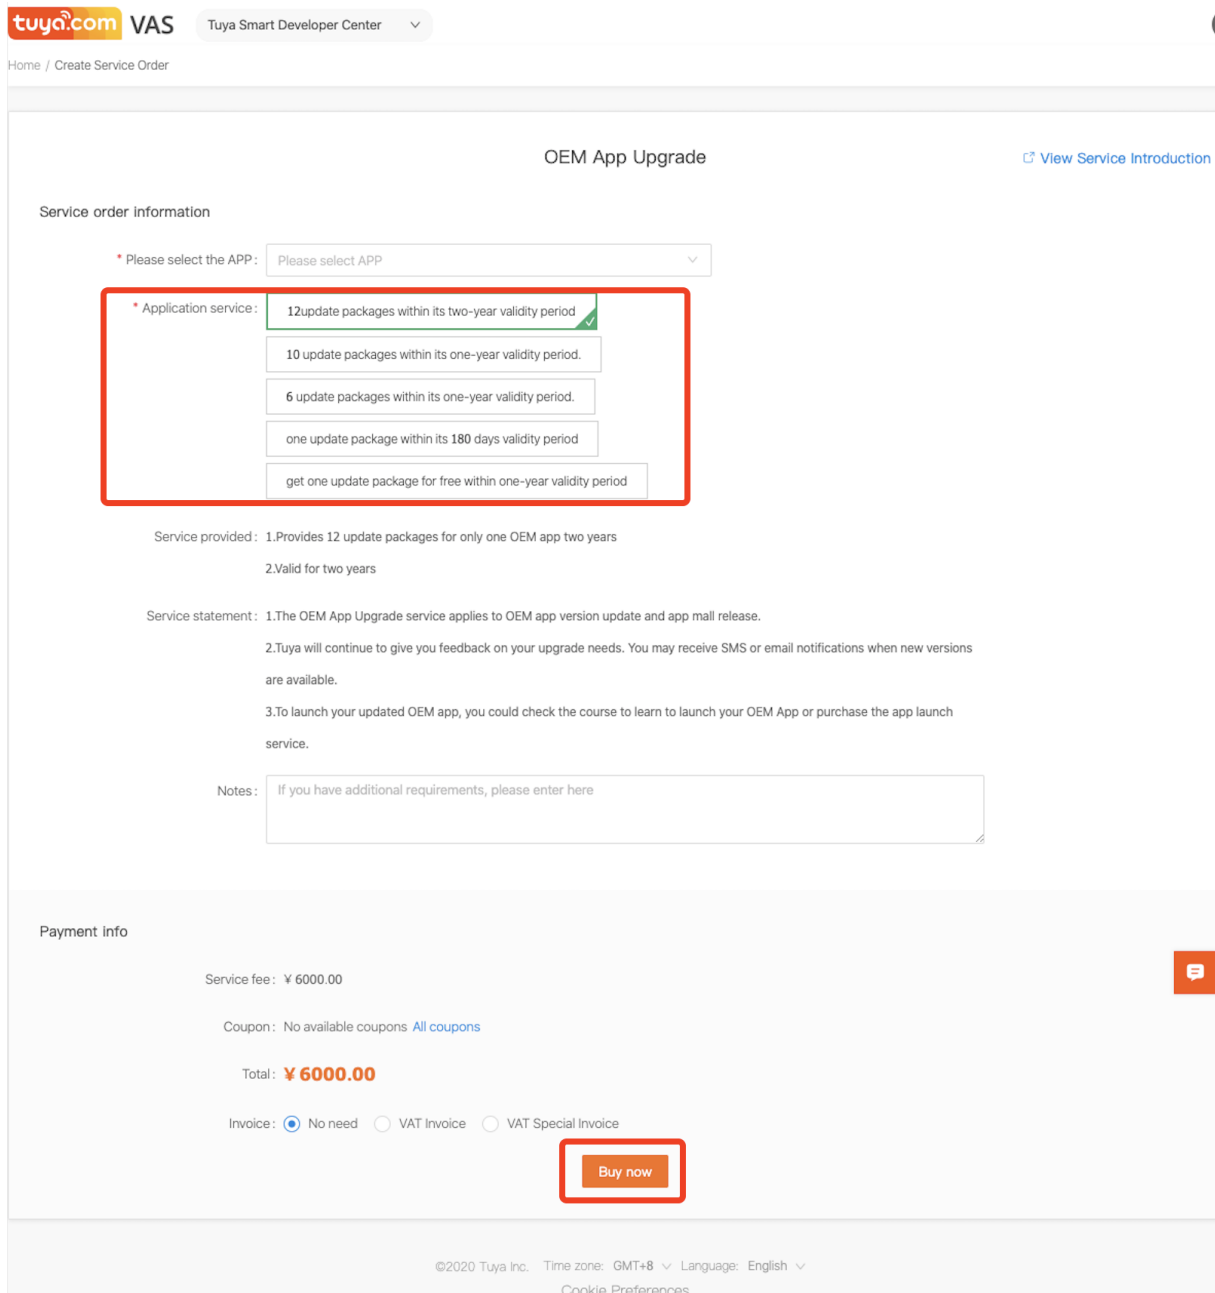 tuya.com VAS Tuya Smart Developer Center
Home / Create Service Order
OEM App Upgrade
View Service Introduction
Service order information
* Please select the APP: Please select APP
* Application service: 12update packages within its two-year validity period
10 update packages within its one-year validity period.
6 update packages within its one-year validity period.
one update package within its 180 days validity period
get one update package for free within one-year validity period
Service provided: 1.Provides 12 update packages for only one OEM app two years
2.Valid for two years
Service statement: 1.The OEM App Upgrade service applies to OEM app version update and app mall release.
2.Tuya will continue to give you feedback on your upgrade needs. You may receive SMS or email notifications when new versions
are available.
3.To launch your updated OEM app, you could check the course to learn to launch your OEM App or purchase the app launch
service.
Notes: If you have additional requirements, please enter here
Payment info
Service fee: ¥ 6000.00
Coupon: No available coupons All coupons
Total: ¥ 6000.00
Invoice: No need VAT Invoice VAT Special Invoice
Buy now
©2020 Tuya Inc. Time zone: GMT+8 Language: English
Cookie Preferences